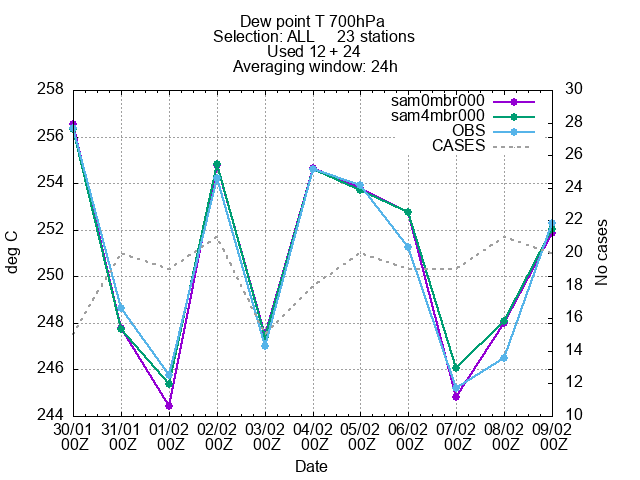 Dew point T 700hPa
Selection: ALL 23 stations
Used 12 + 24
Averaging window: 24h
sam0mbr000
sam4mbr000
OBS
CASES
258
256
254
252
250
248
246
244
30
28
26
24
22
20
18
16
14
12
10
deg C
No cases
30/01 31/01 01/02 02/02 03/02 04/02 05/02 06/02 07/02 08/02 09/02
00Z 00Z 00Z 00Z 00Z 00Z 00Z 00Z 00Z 00Z 00Z
Date